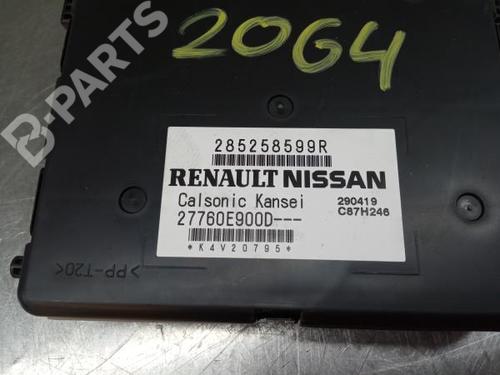 2064
B-PARTS
285258599R
RENAULT NISSAN
Calsonic Kansei
290419
27760E900D---
C87H246
*K4V20795*
>PP-T20<